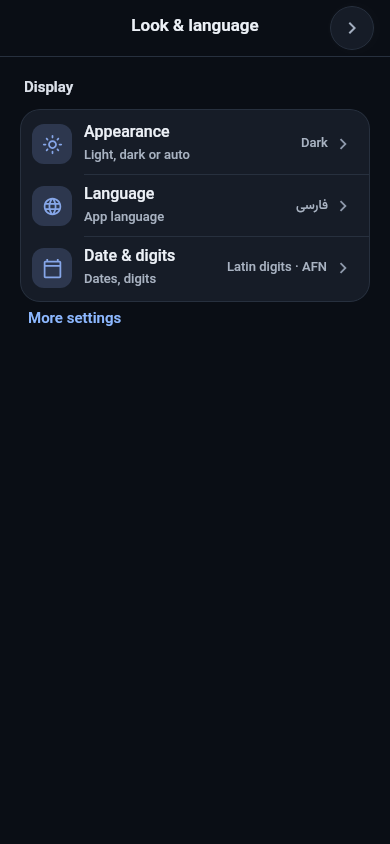 Look & language
Display
Appearance
Light, dark or auto
Dark
Language
App language
فارسی
Date & digits
Dates, digits
Latin digits · AFN
More settings